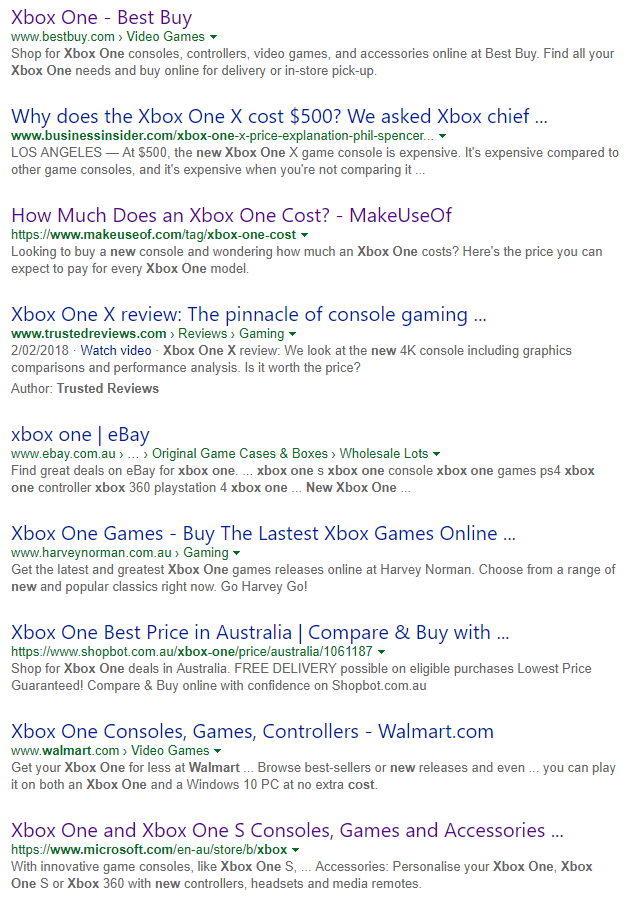 Xbox One - Best Buy
www.bestbuy.com › Video Games
Shop for Xbox One consoles, controllers, video games, and accessories online at Best Buy. Find all your
Xbox One needs and buy online for delivery or in-store pick-up.
Why does the Xbox One X cost $500? We asked Xbox chief ...
www.businessinsider.com/xbox-one-x-price-explanation-phil-spencer...
LOS ANGELES — At $500, the new Xbox One X game console is expensive. It's expensive compared to
other game consoles, and it's expensive when you're not comparing it ...
How Much Does an Xbox One Cost? - MakeUseOf
https://www.makeuseof.com/tag/xbox-one-cost
Looking to buy a new console and wondering how much an Xbox One costs? Here's the price you can
expect to pay for every Xbox One model.
Xbox One X review: The pinnacle of console gaming ...
www.trustedreviews.com › Reviews › Gaming
2/02/2018 · Watch video · Xbox One X review: We look at the new 4K console including graphics
comparisons and performance analysis. Is it worth the price?
Author: Trusted Reviews
xbox one | eBay
www.ebay.com.au › ... › Original Game Cases & Boxes › Wholesale Lots
Find great deals on eBay for xbox one. ... xbox one s xbox one console xbox one games ps4 xbox
one controller xbox 360 playstation 4 xbox one ... New Xbox One ...
Xbox One Games - Buy The Lastest Xbox Games Online ...
www.harveynorman.com.au › Gaming
Get the latest and greatest Xbox One games releases online at Harvey Norman. Choose from a range of
new and popular classics right now. Go Harvey Go!
Xbox One Best Price in Australia | Compare & Buy with ...
https://www.shopbot.com.au/xbox-one/price/australia/1061187
Shop for Xbox One deals in Australia. FREE DELIVERY possible on eligible purchases Lowest Price
Guaranteed! Compare & Buy online with confidence on Shopbot.com.au
Xbox One Consoles, Games, Controllers - Walmart.com
www.walmart.com › Video Games
Get your Xbox One for less at Walmart ... Browse best-sellers or new releases and even ... you can play
it on both an Xbox One and a Windows 10 PC at no extra cost.
Xbox One and Xbox One S Consoles, Games and Accessories ...
https://www.microsoft.com/en-au/store/b/xbox
With innovative game consoles, like Xbox One S, ... Accessories: Personalise your Xbox One, Xbox
One S or Xbox 360 with new controllers, headsets and media remotes.